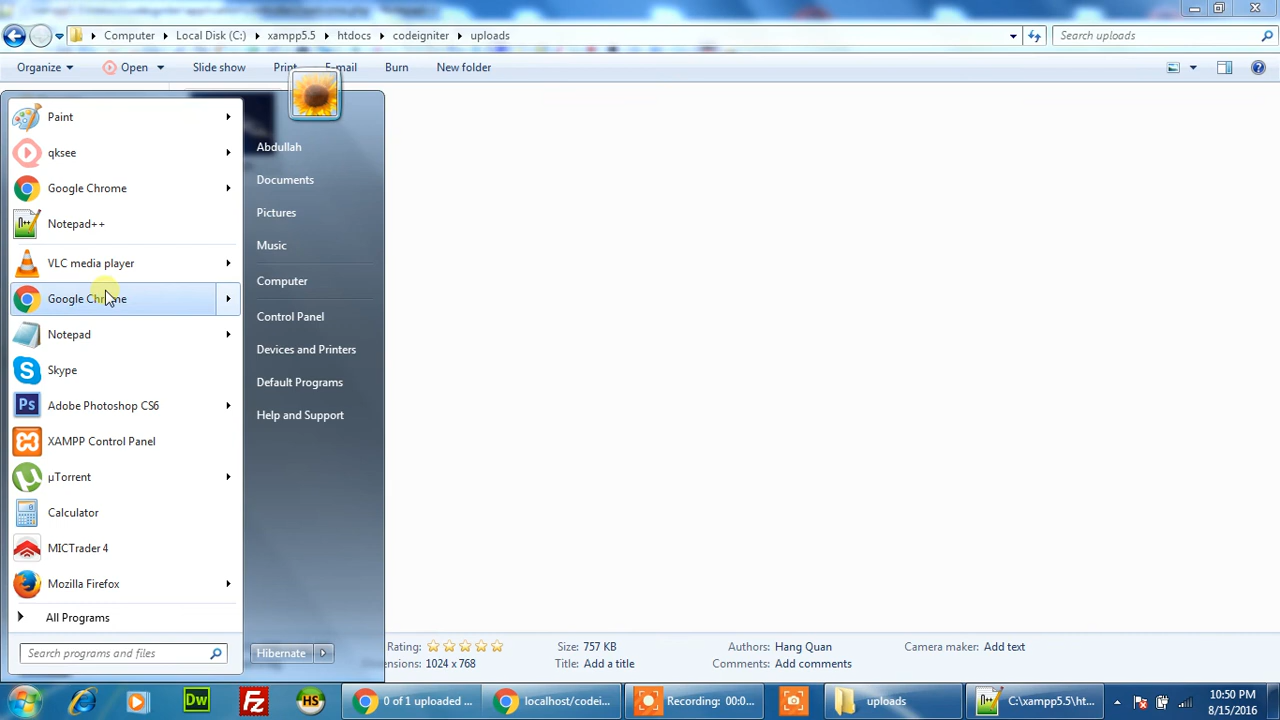 Computer Local Disk (C:) xampp5.5 htdocs codeigniter uploads
Search uploads
Organize Open Slide show Print E-mail Burn New folder
Paint
qksee
Google Chrome
Notepad++
VLC media player
Google Chrome
Notepad
Skype
Ps Adobe Photoshop CS6
XAMPP Control Panel
µTorrent
Calculator
MICTrader 4
Mozilla Firefox
All Programs
Search programs and files
Abdullah
Documents
Pictures
Music
Computer
Control Panel
Devices and Printers
Default Programs
Help and Support
Hibernate
Rating: Size: 757 KB Authors: Hang Quan Camera maker: Add text
1024 x 768 Title: Add a title Comments: Add comments
Dw Fz HS 0 of 1 uploaded ... localhost/codei... Recording: 00:0... uploads C:\xampp5.5\ht...
10:50 PM
8/15/2016